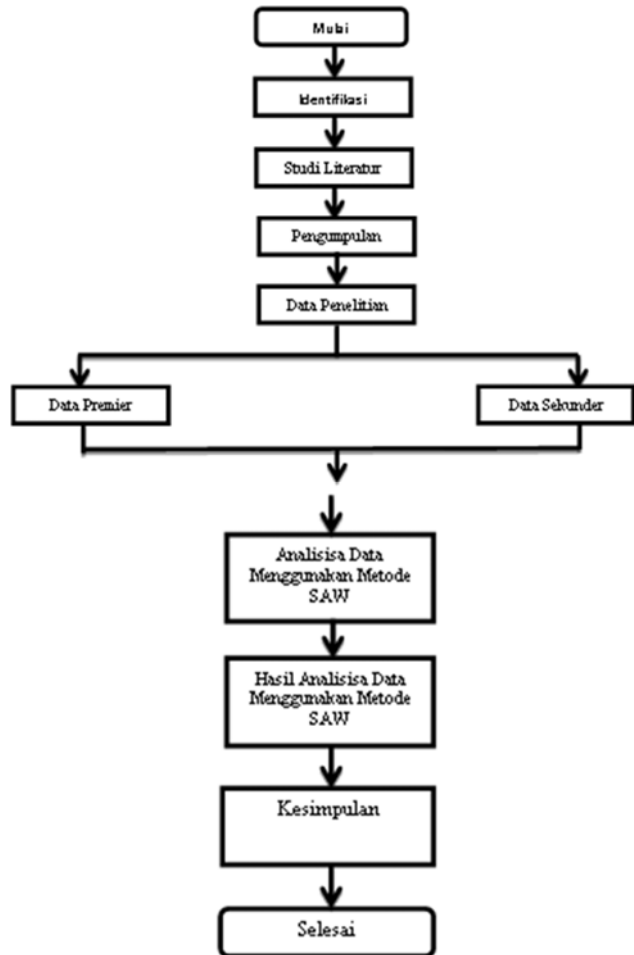 Mulai
Identifikasi
Studi Literatur
Pengumpulan
Data Penelitian
Data Premier
Data Sekunder
Analisisa Data
Menggunakan Metode
SAW
Hasil Analisisa Data
Menggunakan Metode
SAW
Kesimpulan
Selesai